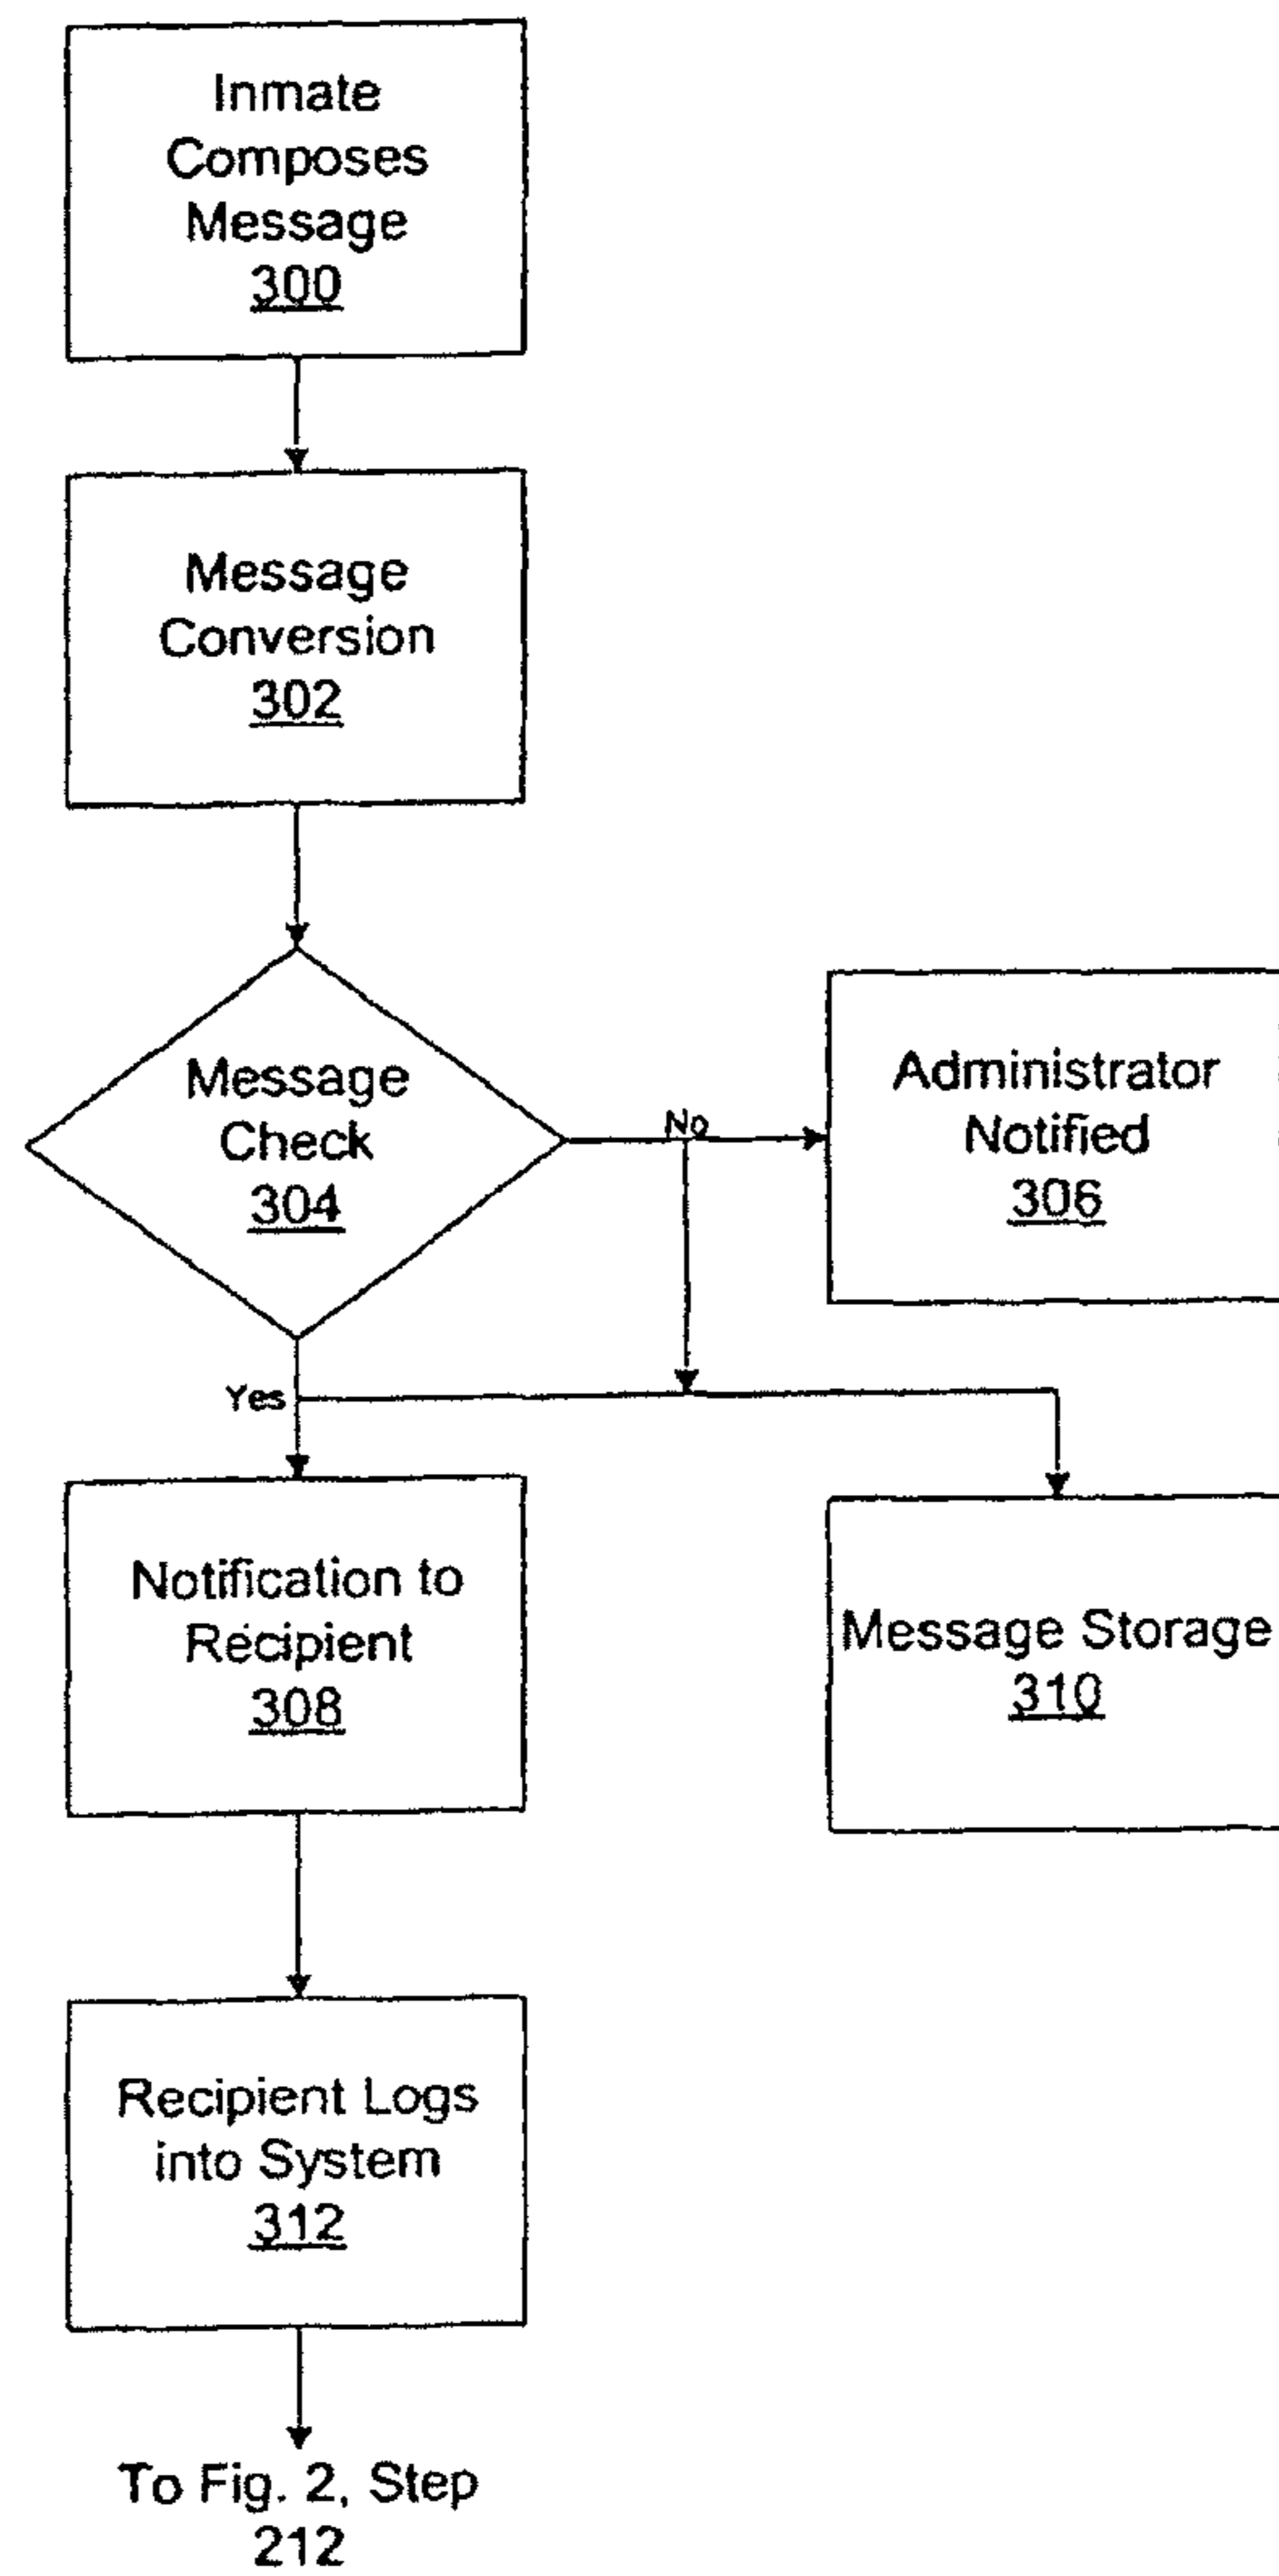 Inmate
Composes
Message
300
Message
Conversion
302
Message
Check
304
No
Administrator
Notified
306
Yes
Notification to
Recipient
308
Message Storage
310
Recipient Logs
into System
312
To Fig. 2, Step
212